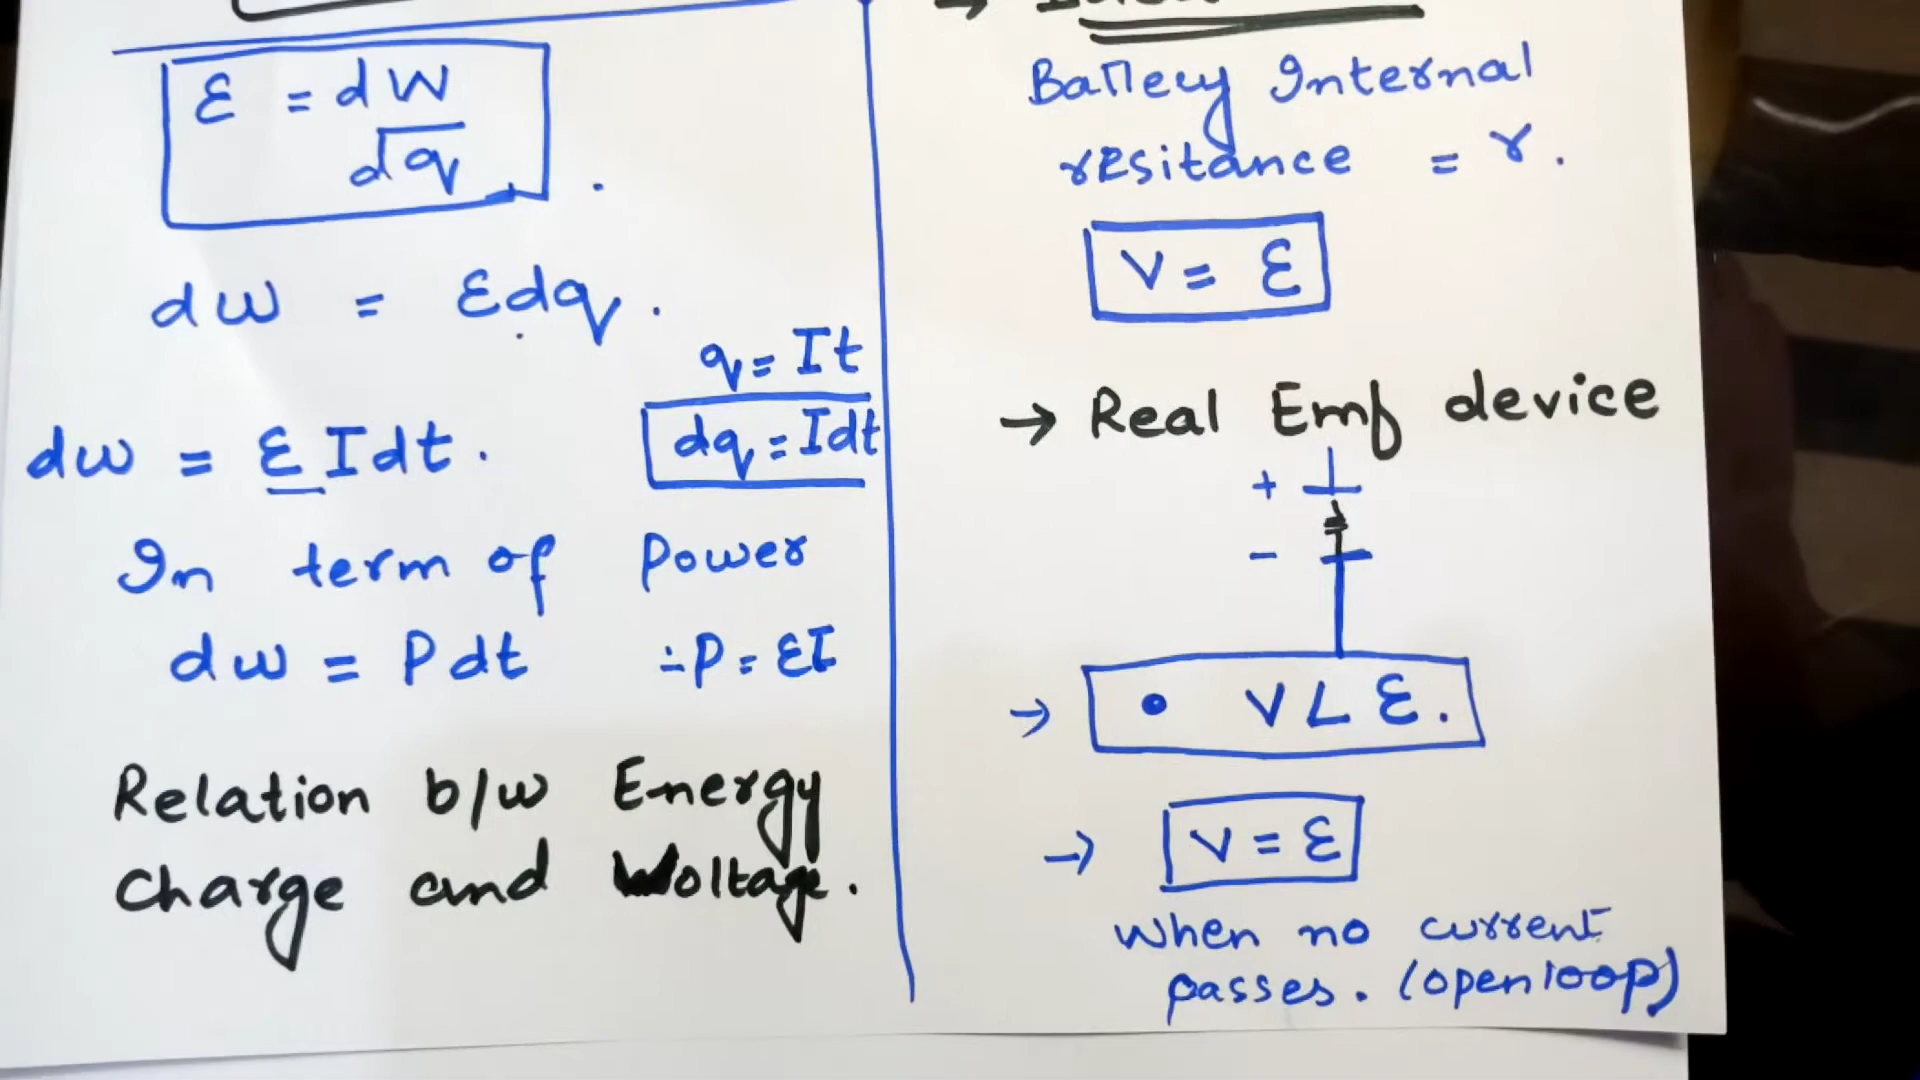 ε = dW
dq
.
dw = εdq.
q = It
dq = Idt
dw = εIdt.
In term of Power
dw = Pdt ∴P = εI
Relation b/w Energy
Charge and Voltage.
→
Battery Internal
resitance = r.
V = ε
→ Real Emf device
+
-
→ • V < ε.
→ V = ε
When no current
passes. (open loop)